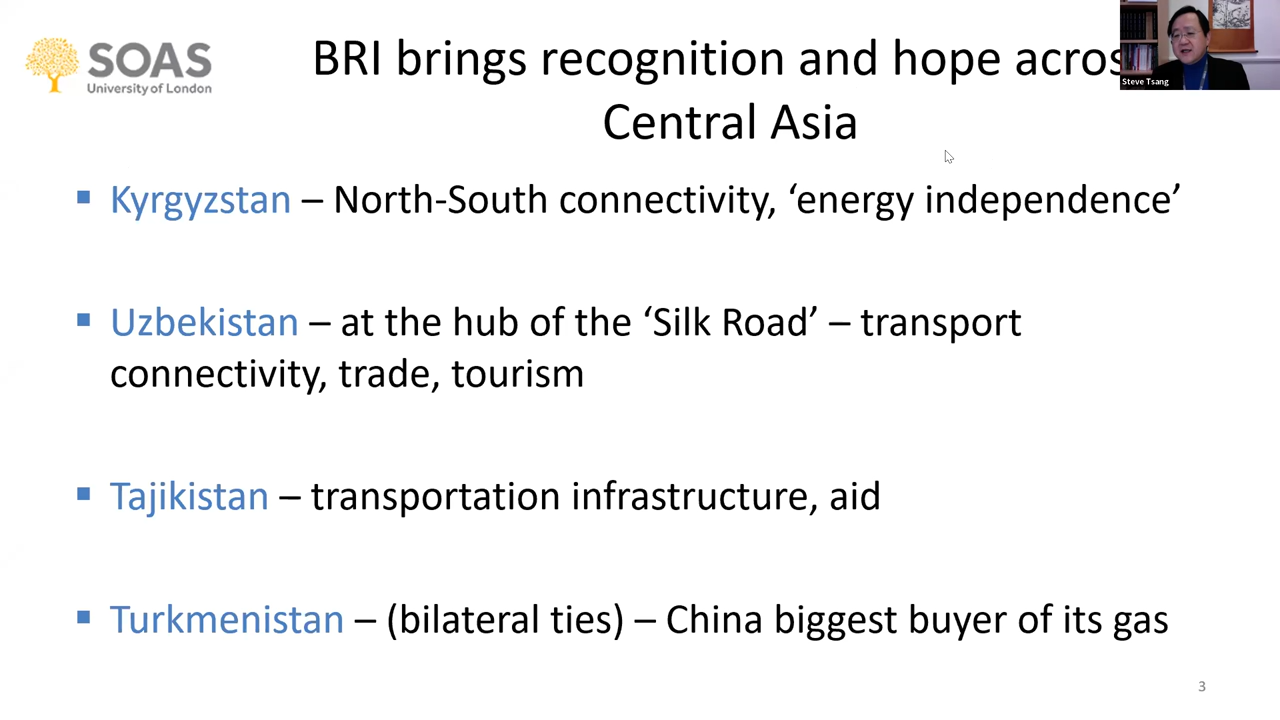 SOAS
University of London
BRI brings recognition and hope acros
Central Asia
Steve Tsang
▪ Kyrgyzstan – North-South connectivity, ‘energy independence’
▪ Uzbekistan – at the hub of the ‘Silk Road’ – transport
connectivity, trade, tourism
▪ Tajikistan – transportation infrastructure, aid
▪ Turkmenistan – (bilateral ties) – China biggest buyer of its gas
3